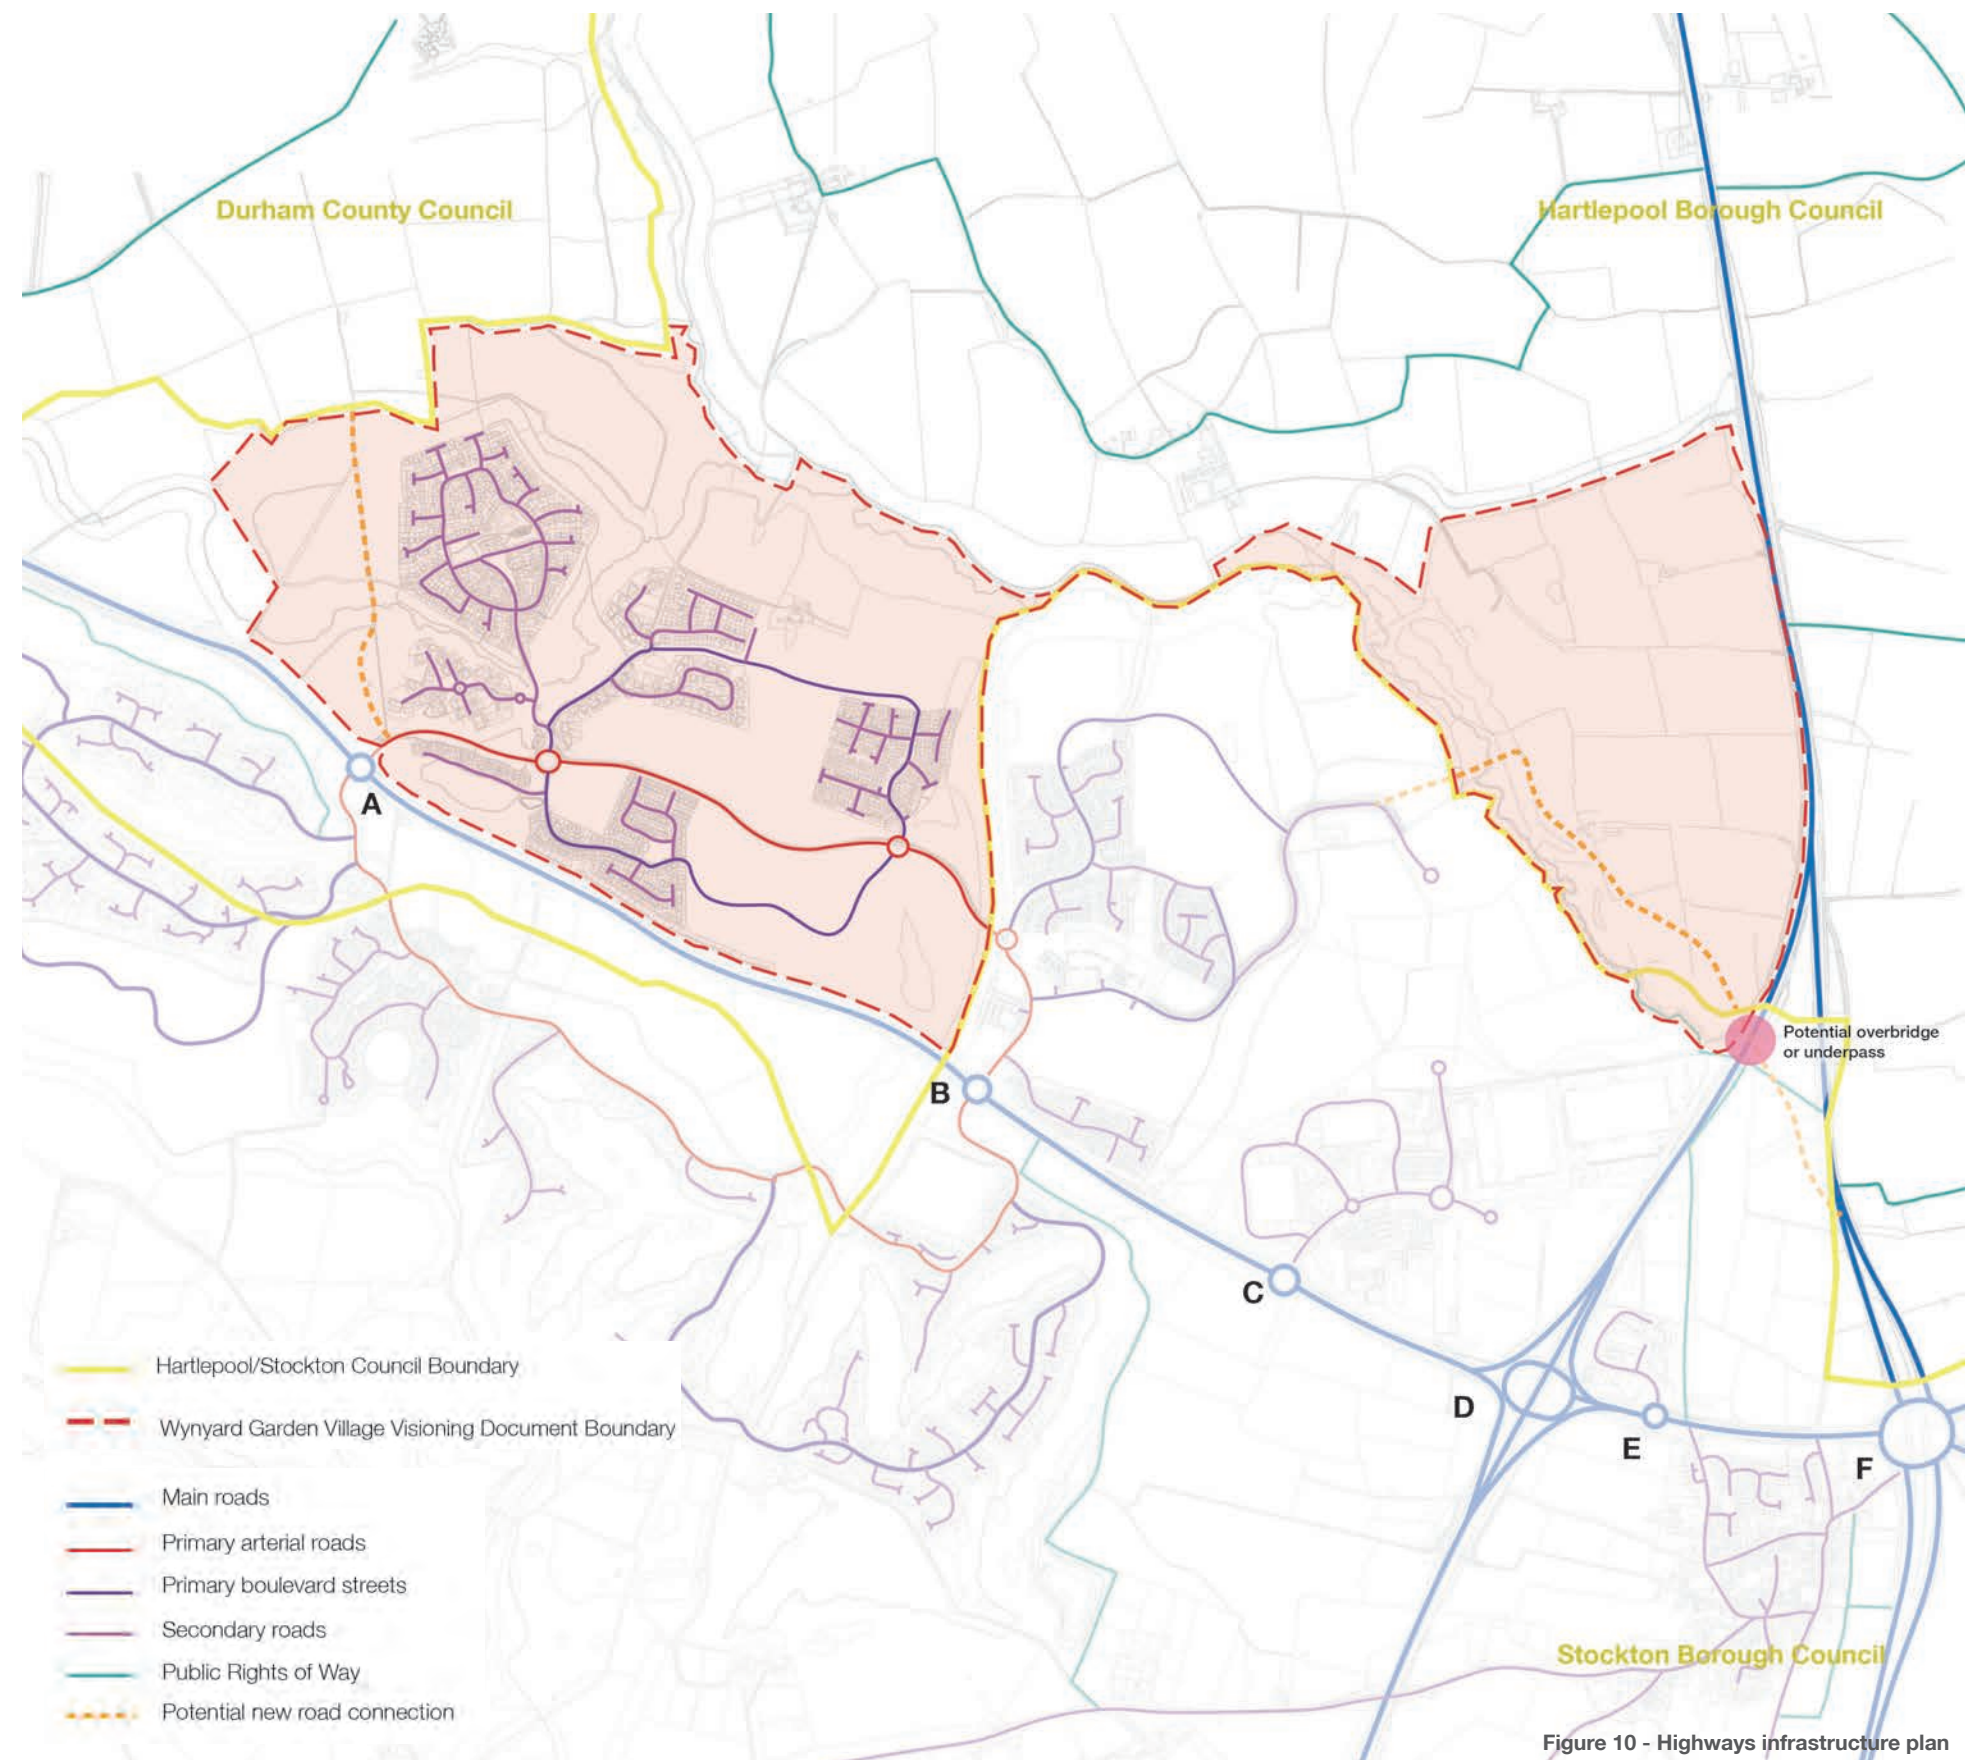 Durham County Council
Hartlepool Borough Council
A
Potential overbridge
or underpass
B
C
D
E
F
Hartlepool/Stockton Council Boundary
Wynyard Garden Village Visioning Document Boundary
Main roads
Primary arterial roads
Primary boulevard streets
Secondary roads
Public Rights of Way
Potential new road connection
Stockton Borough Council
Figure 10 - Highways infrastructure plan